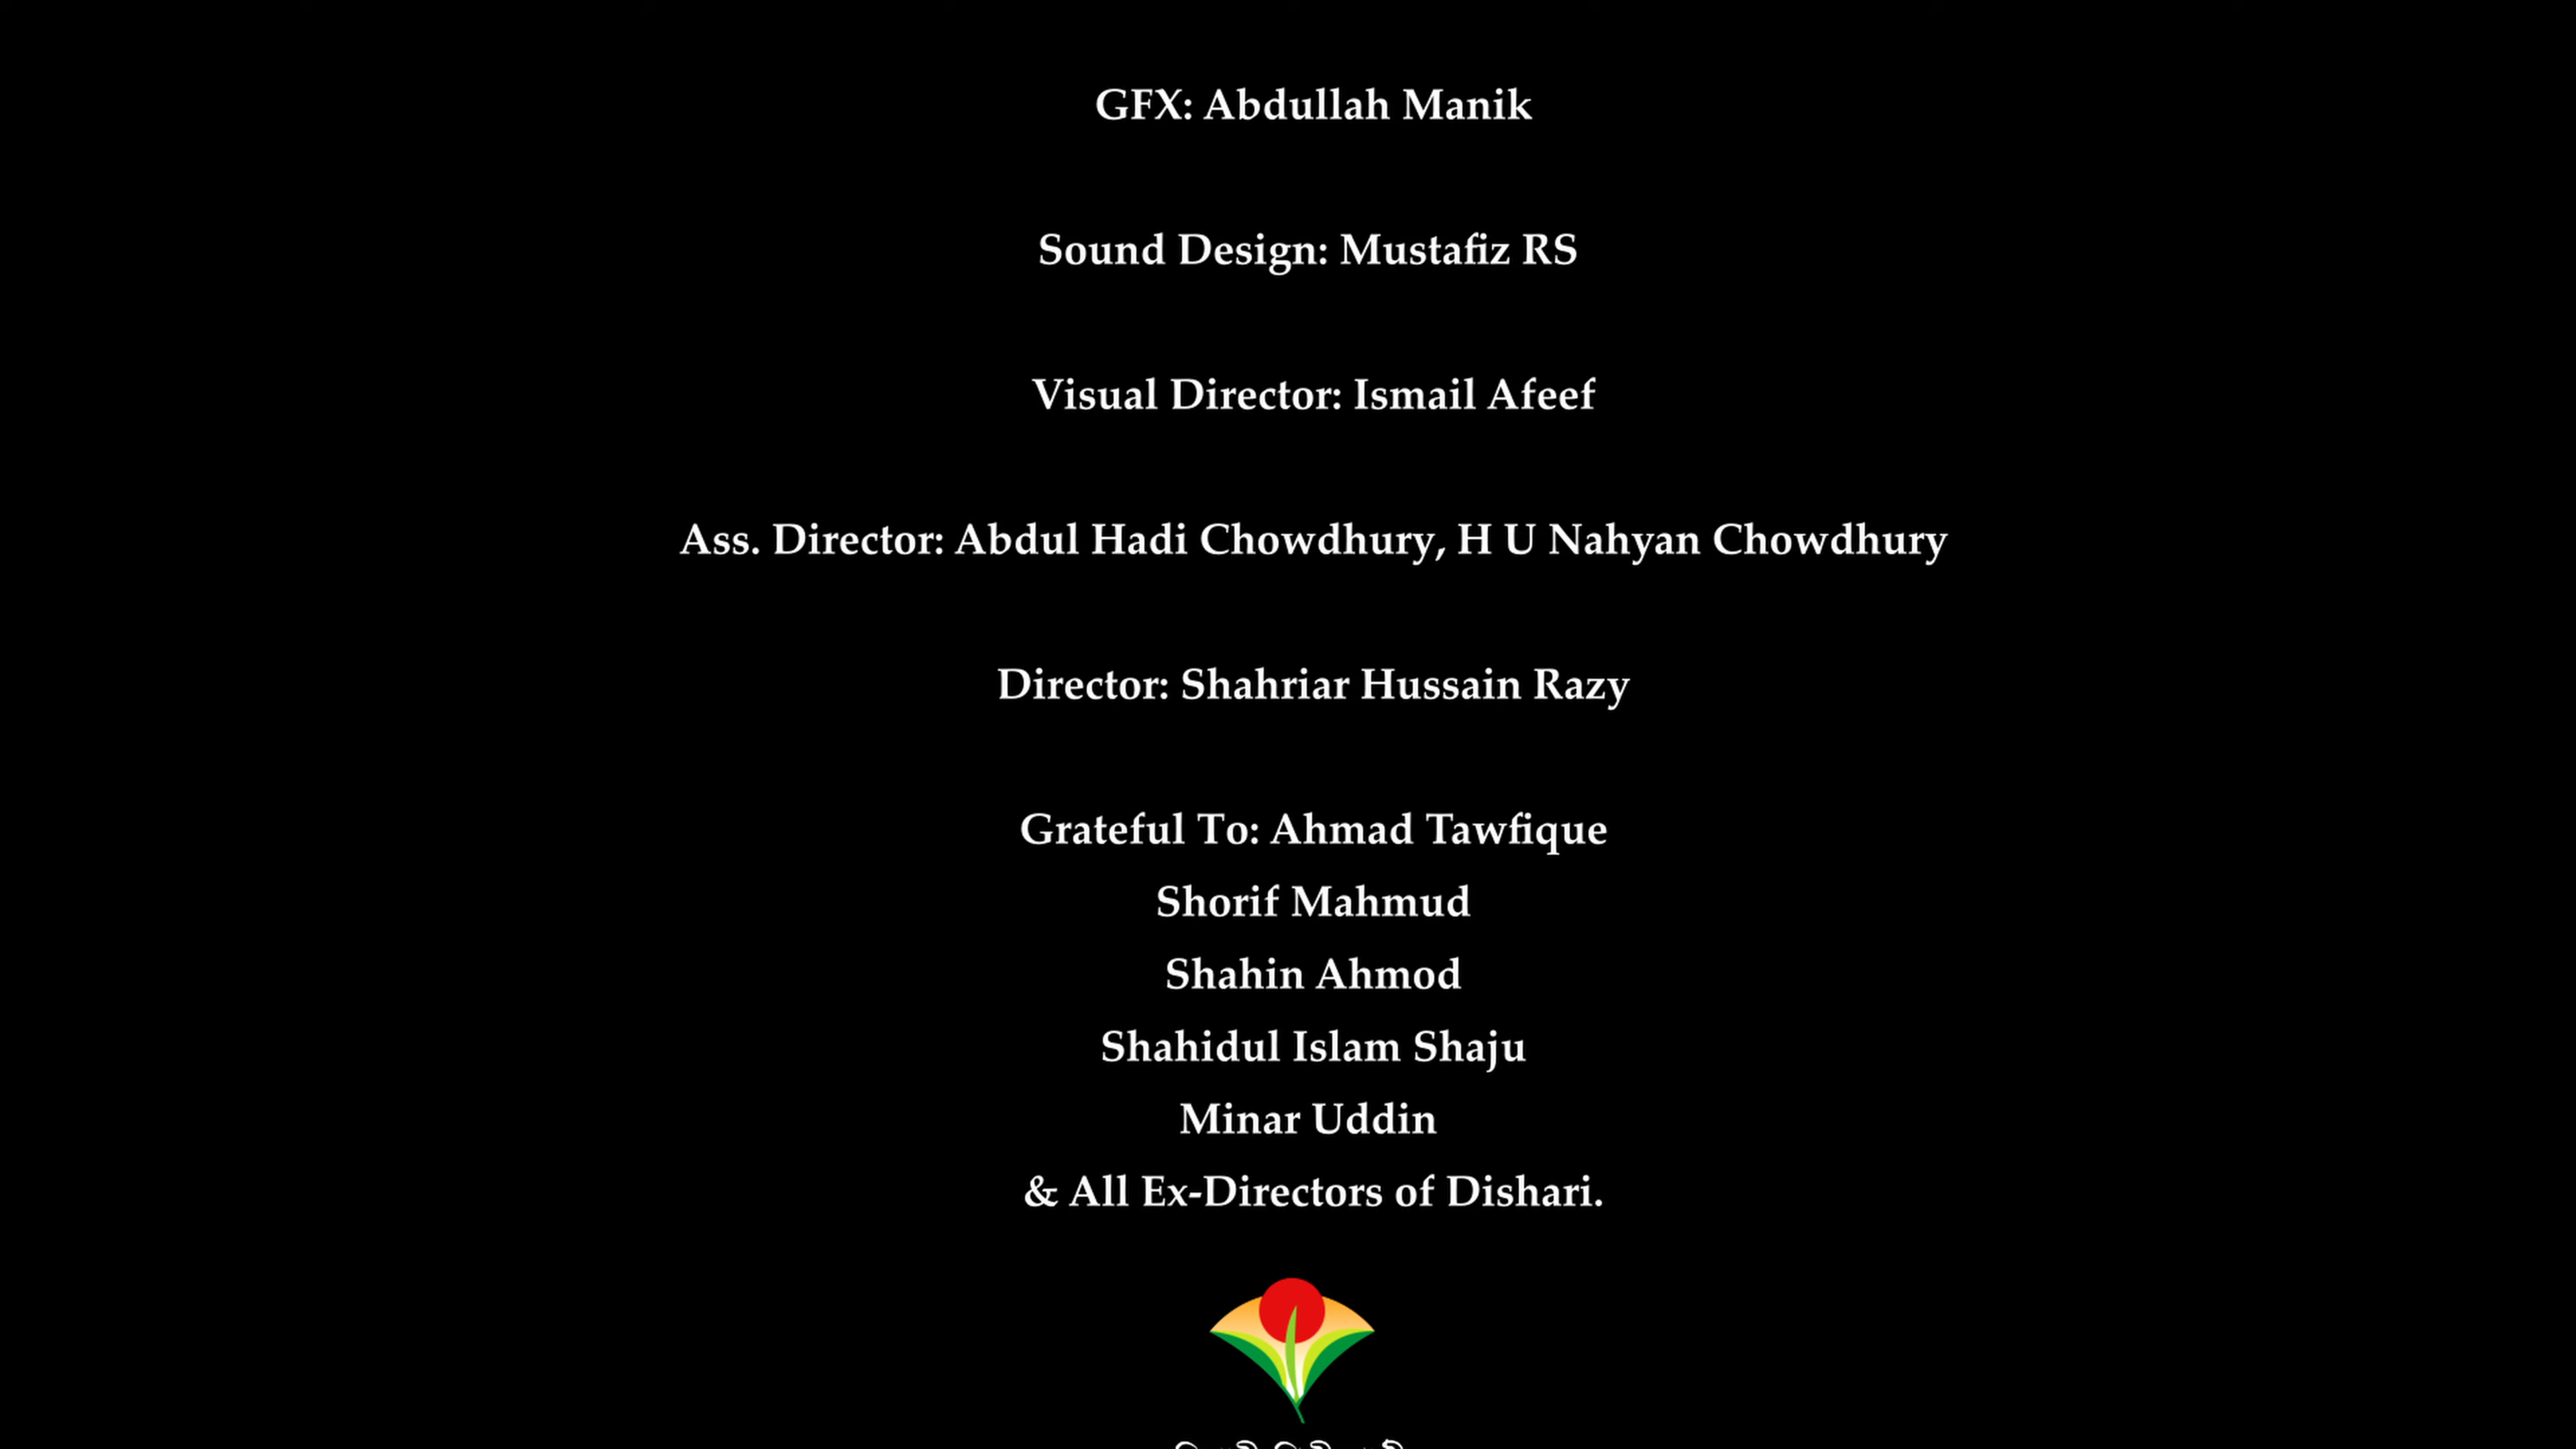 GFX: Abdullah Manik
Sound Design: Mustafiz RS
Visual Director: Ismail Afeef
Ass. Director: Abdul Hadi Chowdhury, H U Nahyan Chowdhury
Director: Shahriar Hussain Razy
Grateful To: Ahmad Tawfique
Shorif Mahmud
Shahin Ahmod
Shahidul Islam Shaju
Minar Uddin
& All Ex-Directors of Dishari.